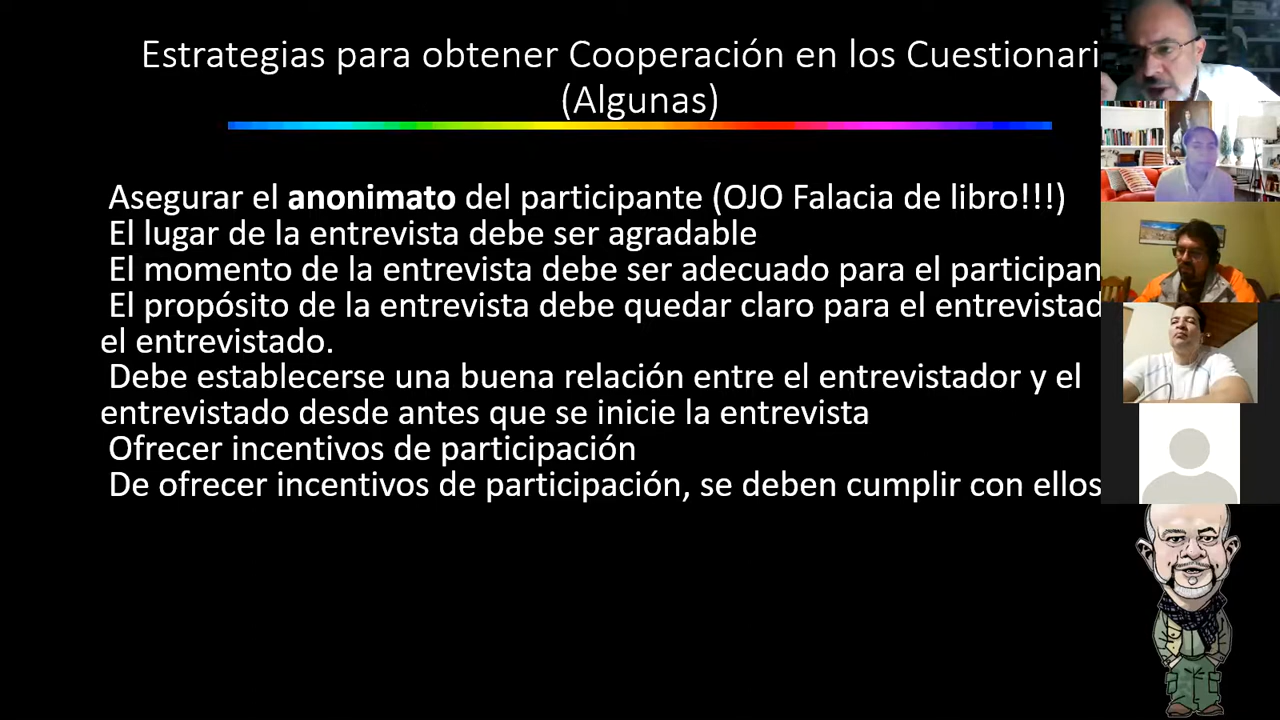 Estrategias para obtener Cooperación en los Cuestionari
(Algunas)
Asegurar el anonimato del participante (OJO Falacia de libro!!!)
El lugar de la entrevista debe ser agradable
El momento de la entrevista debe ser adecuado para el participan
El propósito de la entrevista debe quedar claro para el entrevistad
el entrevistado.
Debe establecerse una buena relación entre el entrevistador y el
entrevistado desde antes que se inicie la entrevista
Ofrecer incentivos de participación
De ofrecer incentivos de participación, se deben cumplir con ellos